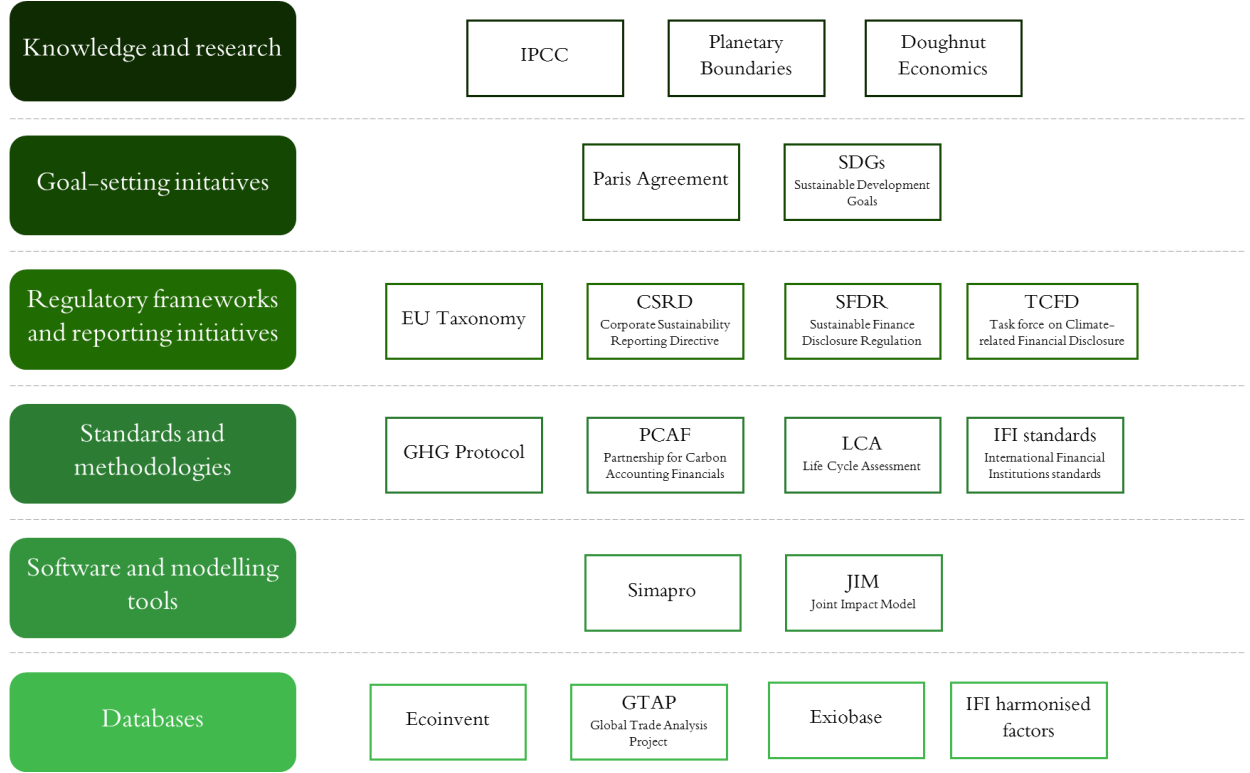 Knowledge and research
IPCC
Planetary
Boundaries
Doughnut
Economics
Goal-setting initatives
Paris Agreement
SDGs
Sustainable Development
Goals
Regulatory frameworks
and reporting initiatives
EU Taxonomy
CSRD
Corporate Sustainability
Reporting Directive
SFDR
Sustainable Finance
Disclosure Regulation
TCFD
Task force on Climate-
related Financial Disclosure
Standards and
methodologies
GHG Protocol
PCAF
Partnership for Carbon
Accounting Financials
LCA
Life Cycle Assessment
IFI standards
International Financial
Institutions standards
Software and modelling
tools
Simapro
JIM
Joint Impact Model
Databases
Ecoinvent
GTAP
Global Trade Analysis
Project
Exiobase
IFI harmonised
factors